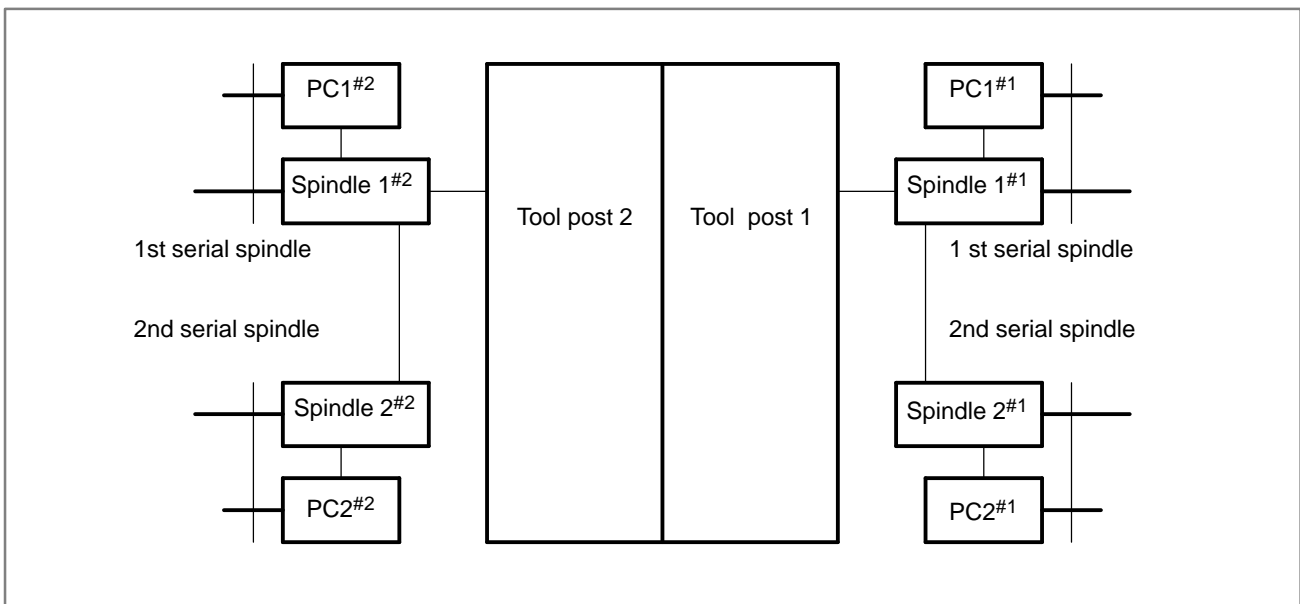 PC1#2
PC1#1
Spindle 1#2
Spindle 1#1
Tool post 2
Tool post 1
1st serial spindle
1 st serial spindle
2nd serial spindle
2nd serial spindle
Spindle 2#2
Spindle 2#1
PC2#2
PC2#1